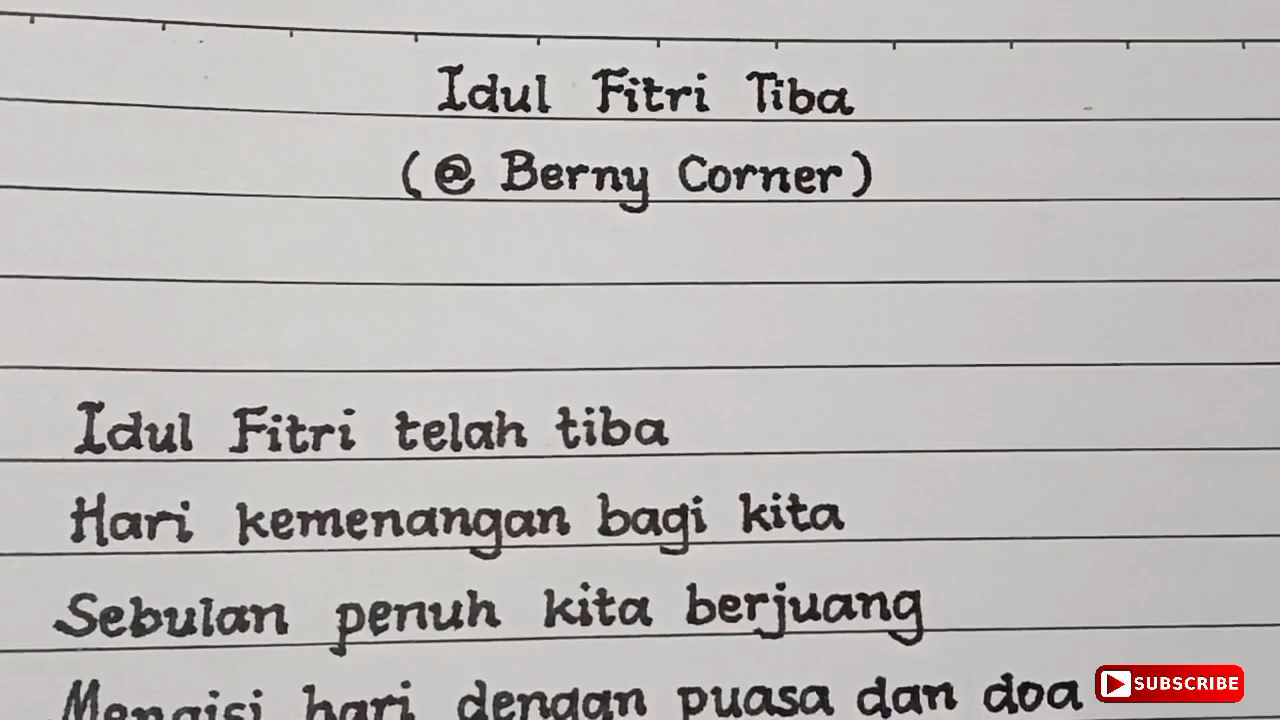 Idul Fitri Tiba
(@ Berny Corner)
Idul Fitri telah tiba
Hari kemenangan bagi kita
Sebulan penuh kita berjuang
Mengisi hari dengan puasa dan doa
SUBSCRIBE